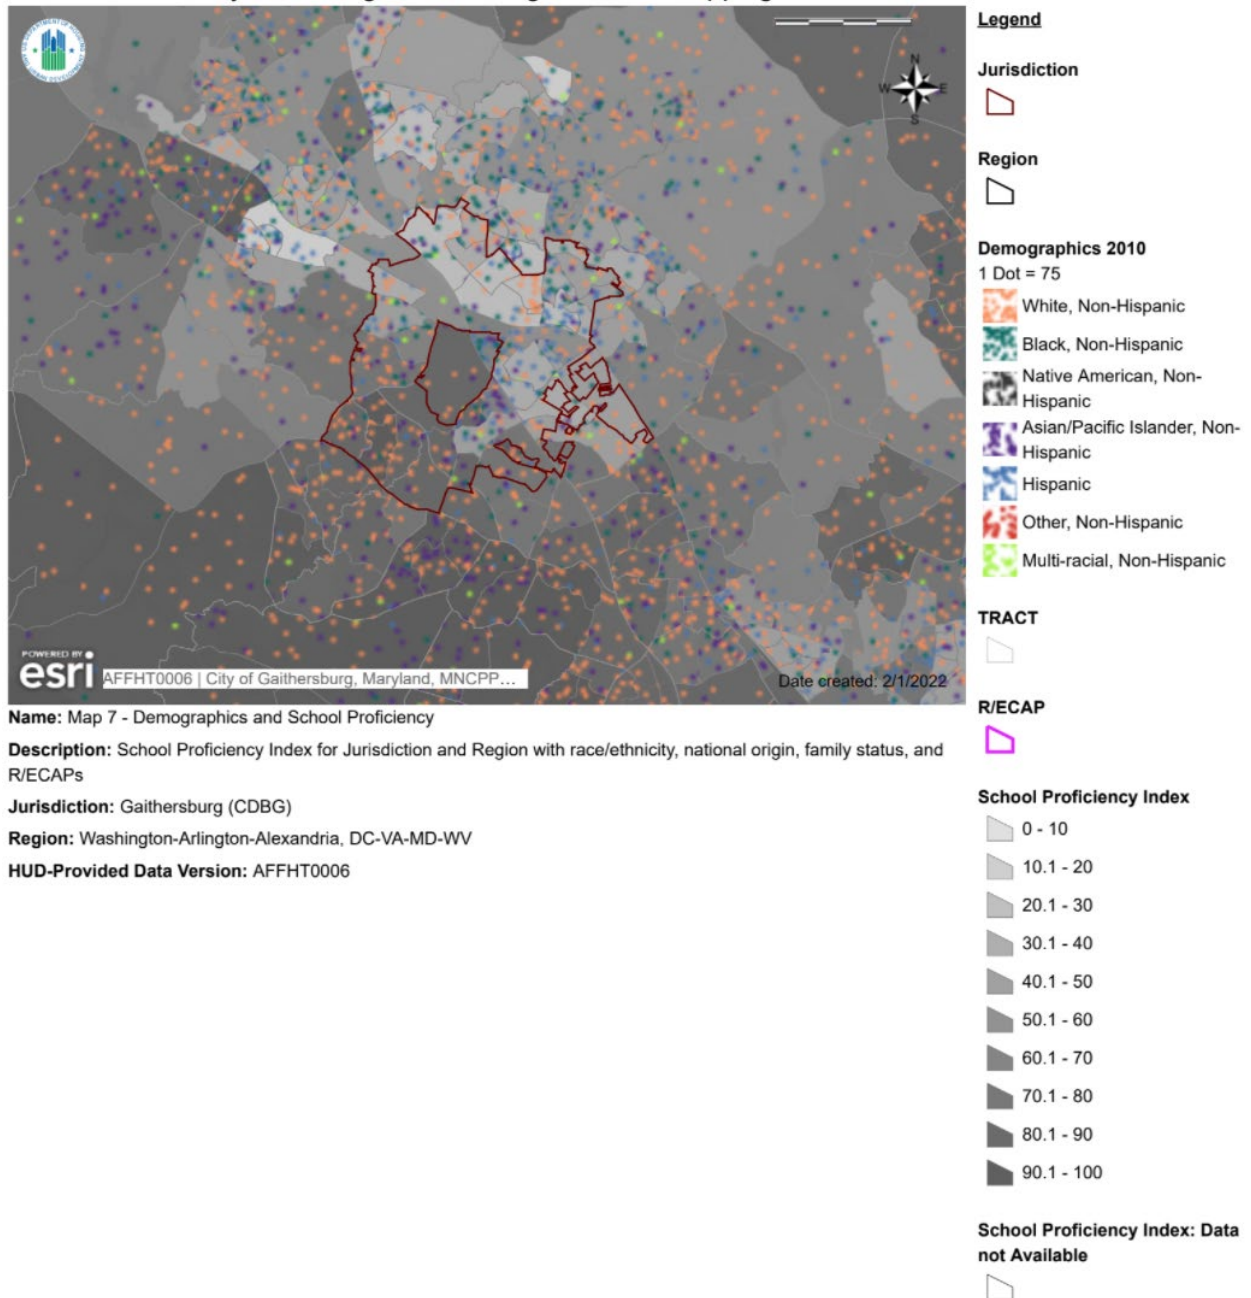 Legend
Jurisdiction
Region
Demographics 2010
1 Dot = 75
White, Non-Hispanic
Black, Non-Hispanic
Native American, Non-
Hispanic
Asian/Pacific Islander, Non-
Hispanic
Hispanic
Other, Non-Hispanic
Multi-racial, Non-Hispanic
TRACT
R/ECAP
School Proficiency Index
0 - 10
10.1 - 20
20.1 - 30
30.1 - 40
40.1 - 50
50.1 - 60
60.1 - 70
70.1 - 80
80.1 - 90
90.1 - 100
School Proficiency Index: Data
not Available
N
W E
S
POWERED BY
esri
AFFHT0006 | City of Gaithersburg, Maryland, MNCPP...
Date created: 2/1/2022
Name: Map 7 - Demographics and School Proficiency
Description: School Proficiency Index for Jurisdiction and Region with race/ethnicity, national origin, family status, and
R/ECAPs
Jurisdiction: Gaithersburg (CDBG)
Region: Washington-Arlington-Alexandria, DC-VA-MD-WV
HUD-Provided Data Version: AFFHT0006